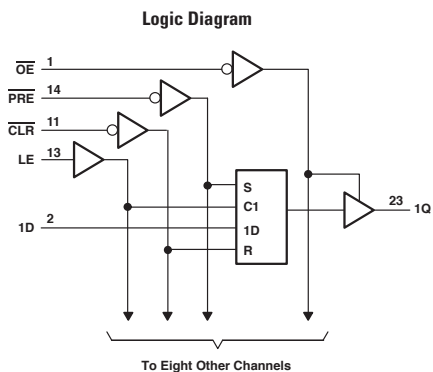 Logic Diagram
OE 1
PRE 14
CLR 11
LE 13
1D 2
S
C1
1D
R
23 1Q
To Eight Other Channels